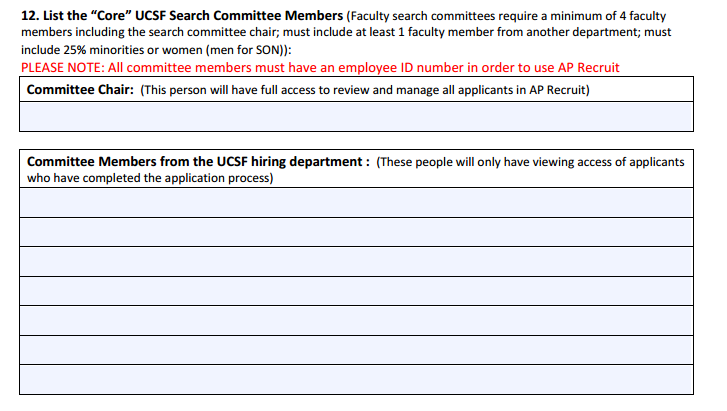 12. List the “Core” UCSF Search Committee Members (Faculty search committees require a minimum of 4 faculty
members including the search committee chair; must include at least 1 faculty member from another department; must
include 25% minorities or women (men for SON)):
PLEASE NOTE: All committee members must have an employee ID number in order to use AP Recruit
Committee Chair: (This person will have full access to review and manage all applicants in AP Recruit)
Committee Members from the UCSF hiring department : (These people will only have viewing access of applicants
who have completed the application process)